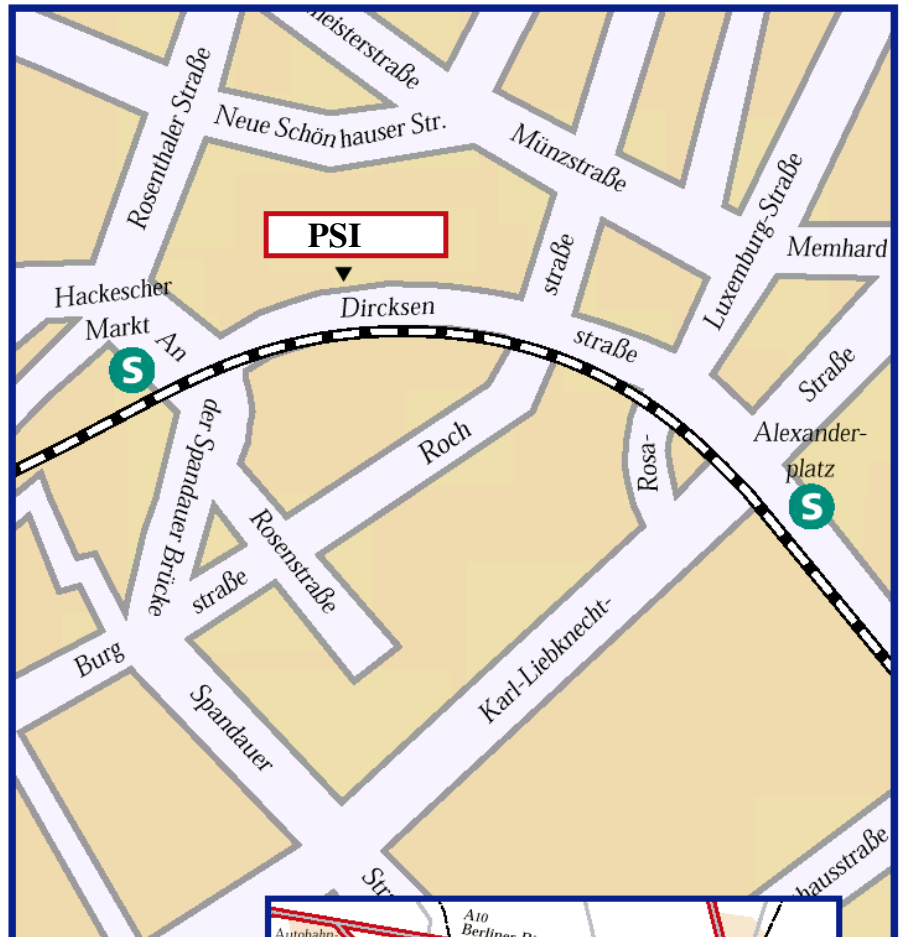 meisterstraße
Rosenthaler Straße
Neue Schönhauser Str.
Münzstraße
Luxemburg-Straße
Memhard
PSI
straße
Hackescher
Markt
An
Dircksen
straße
S
Straße
Alexander-
platz
S
der Spandauer Brücke
Roch
Rosa-
Rosenstraße
straße
Burg
Karl-Liebknecht-
Spandauer
hausstraße
A10
Autobahn-
Berliner